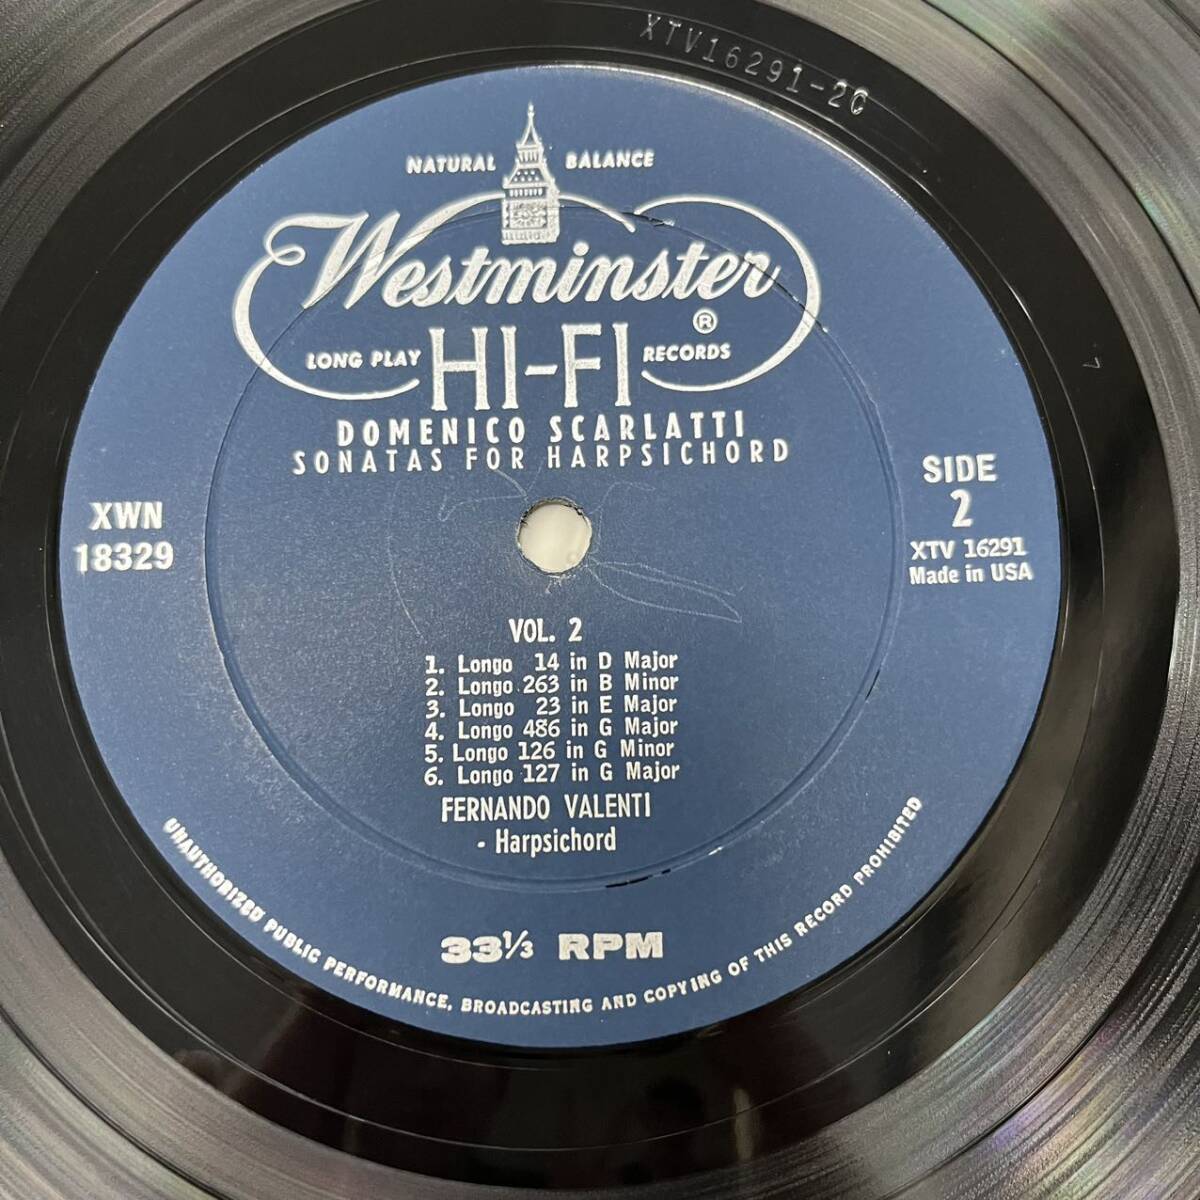 XTV16291-2C
NATURAL BALANCE
Westminster ®
LONG PLAY HI-FI RECORDS
DOMENICO SCARLATTI
SONATAS FOR HARPSICHORD
XWN
18329
SIDE
2
XTV 16291
Made in USA
VOL. 2
1. Longo 14 in D Major
2. Longo 263 in B Minor
3. Longo 23 in E Major
4. Longo 486 in G Major
5. Longo 126 in G Minor
6. Longo 127 in G Major
FERNANDO VALENTI
- Harpsichord
33⅓ RPM
UNAUTHORIZED PUBLIC PERFORMANCE, BROADCASTING AND COPYING OF THIS RECORD PROHIBITED
7